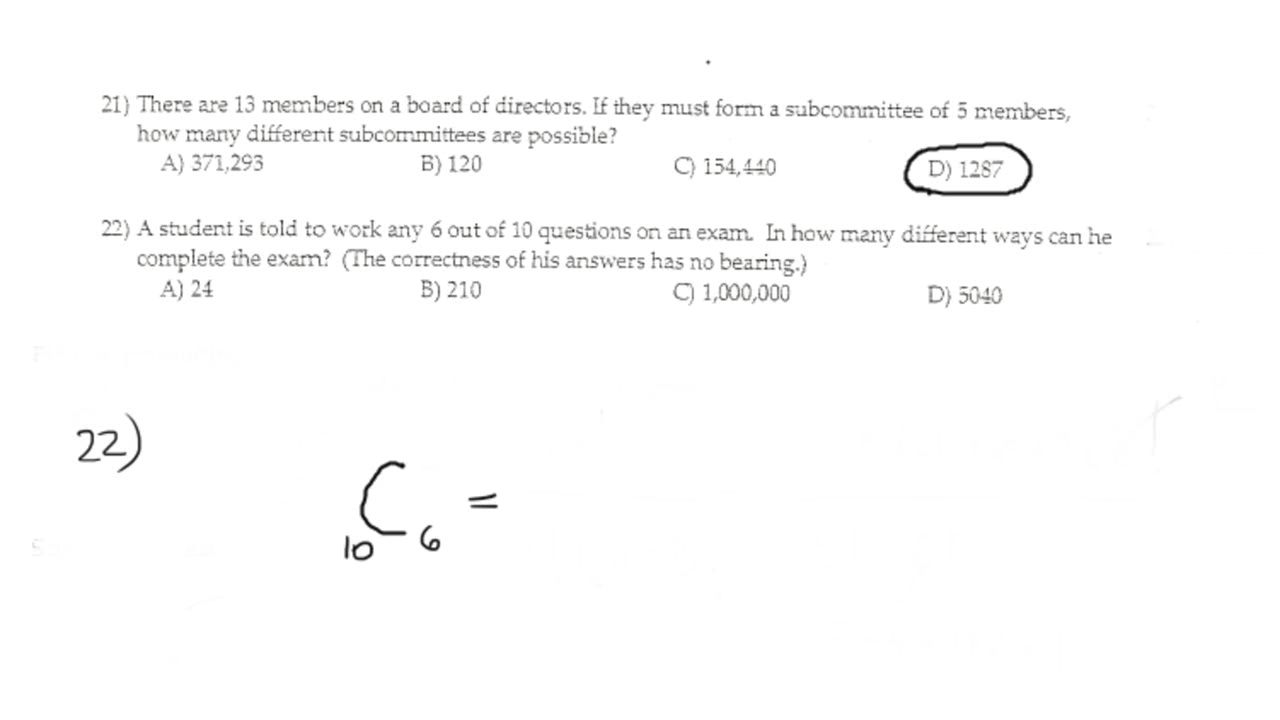 21) There are 13 members on a board of directors. If they must form a subcommittee of 5 members,
how many different subcommittees are possible?
A) 371,293 B) 120 C) 154,440 D) 1287
22) A student is told to work any 6 out of 10 questions on an exam. In how many different ways can he
complete the exam? (The correctness of his answers has no bearing.)
A) 24 B) 210 C) 1,000,000 D) 5040
22)
10 C 6 =